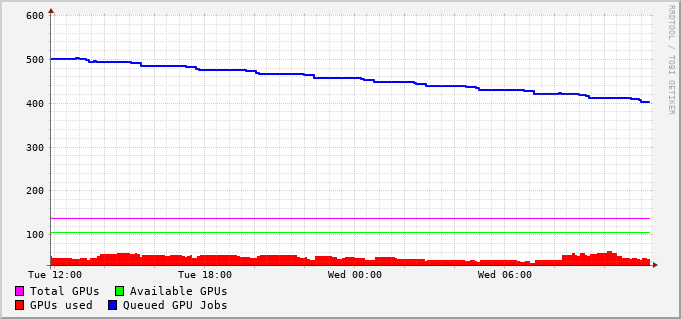 600
500
400
300
200
100
Tue 12:00 Tue 18:00 Wed 00:00 Wed 06:00
Total GPUs Available GPUs
GPUs used Queued GPU Jobs
RRDTOOL / TOBI OETIKER